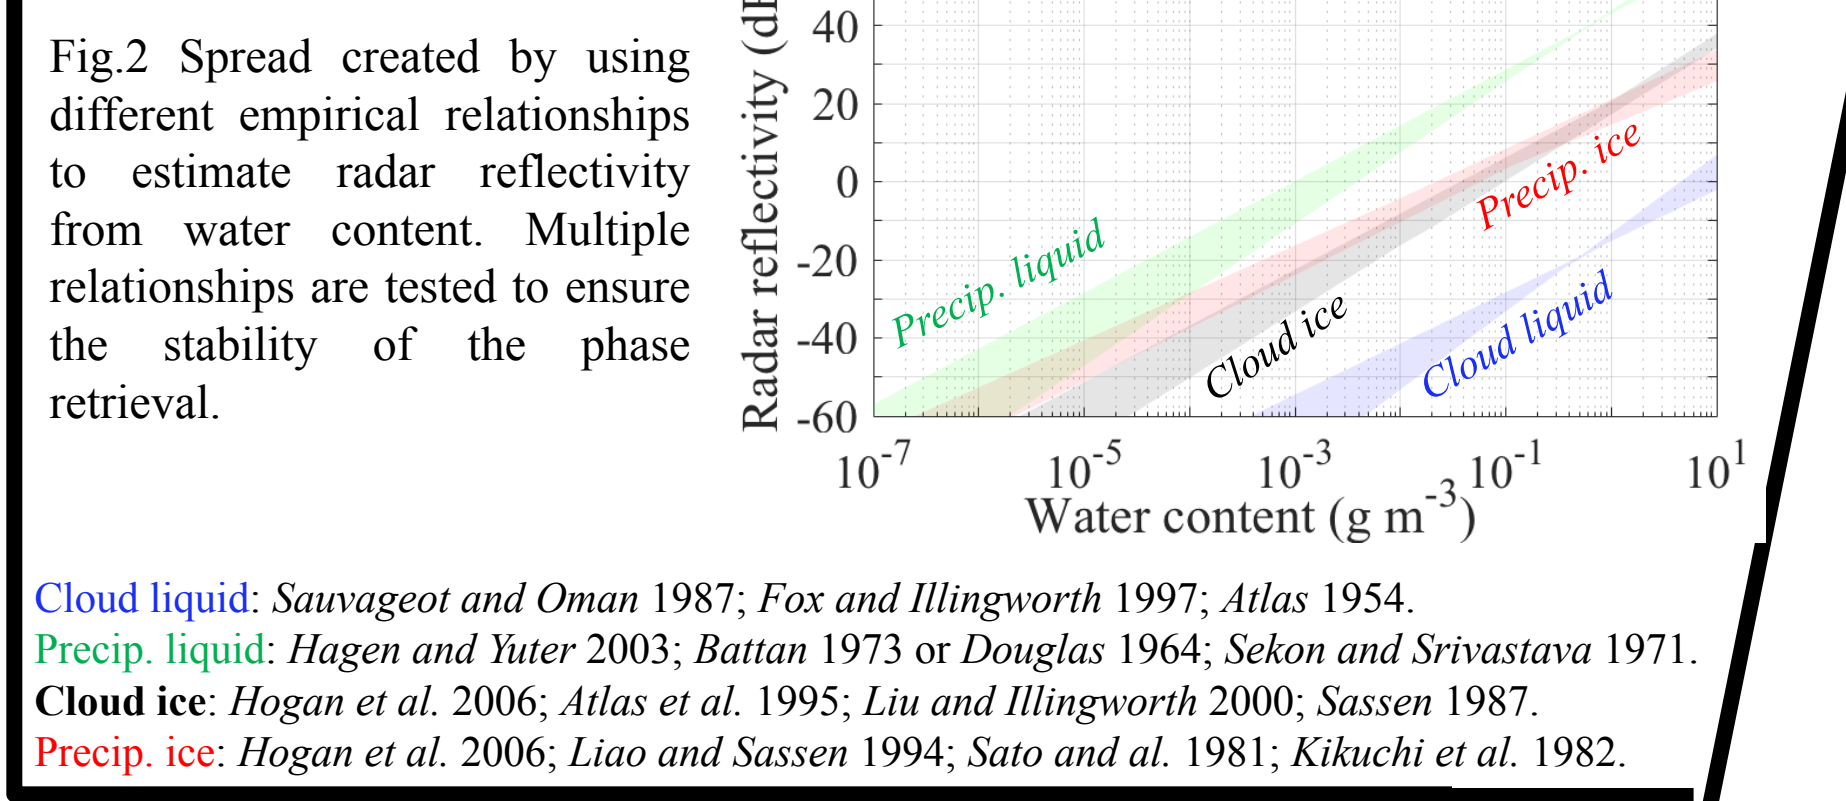 Fig.2 Spread created by using
different empirical relationships
to estimate radar reflectivity
from water content. Multiple
relationships are tested to ensure
the stability of the phase
retrieval.
Radar reflectivity
40
20
0
-20
-40
-60
Precip. liquid
Precip. ice
Cloud ice
Cloud liquid
10^-7 10^-5 10^-3 10^-1 10^1
Water content (g m^-3)
Cloud liquid: Sauvageot and Oman 1987; Fox and Illingworth 1997; Atlas 1954.
Precip. liquid: Hagen and Yuter 2003; Battan 1973 or Douglas 1964; Sekon and Srivastava 1971.
Cloud ice: Hogan et al. 2006; Atlas et al. 1995; Liu and Illingworth 2000; Sassen 1987.
Precip. ice: Hogan et al. 2006; Liao and Sassen 1994; Sato and al. 1981; Kikuchi et al. 1982.